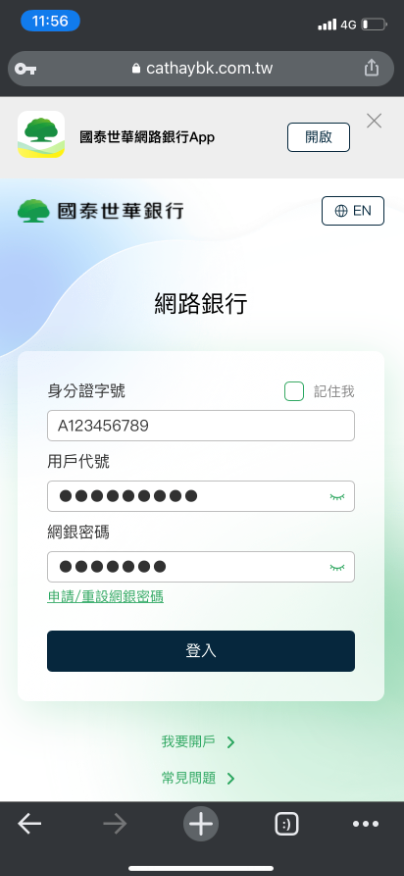 11:56
4G
cathaybk.com.tw
國泰世華網路銀行App
開啟
國泰世華銀行
EN
網路銀行
身分證字號
記住我
A123456789
用戶代號
●●●●●●●●●
網銀密碼
●●●●●●●
申請/重設網銀密碼
登入
我要開戶
常見問題
:)